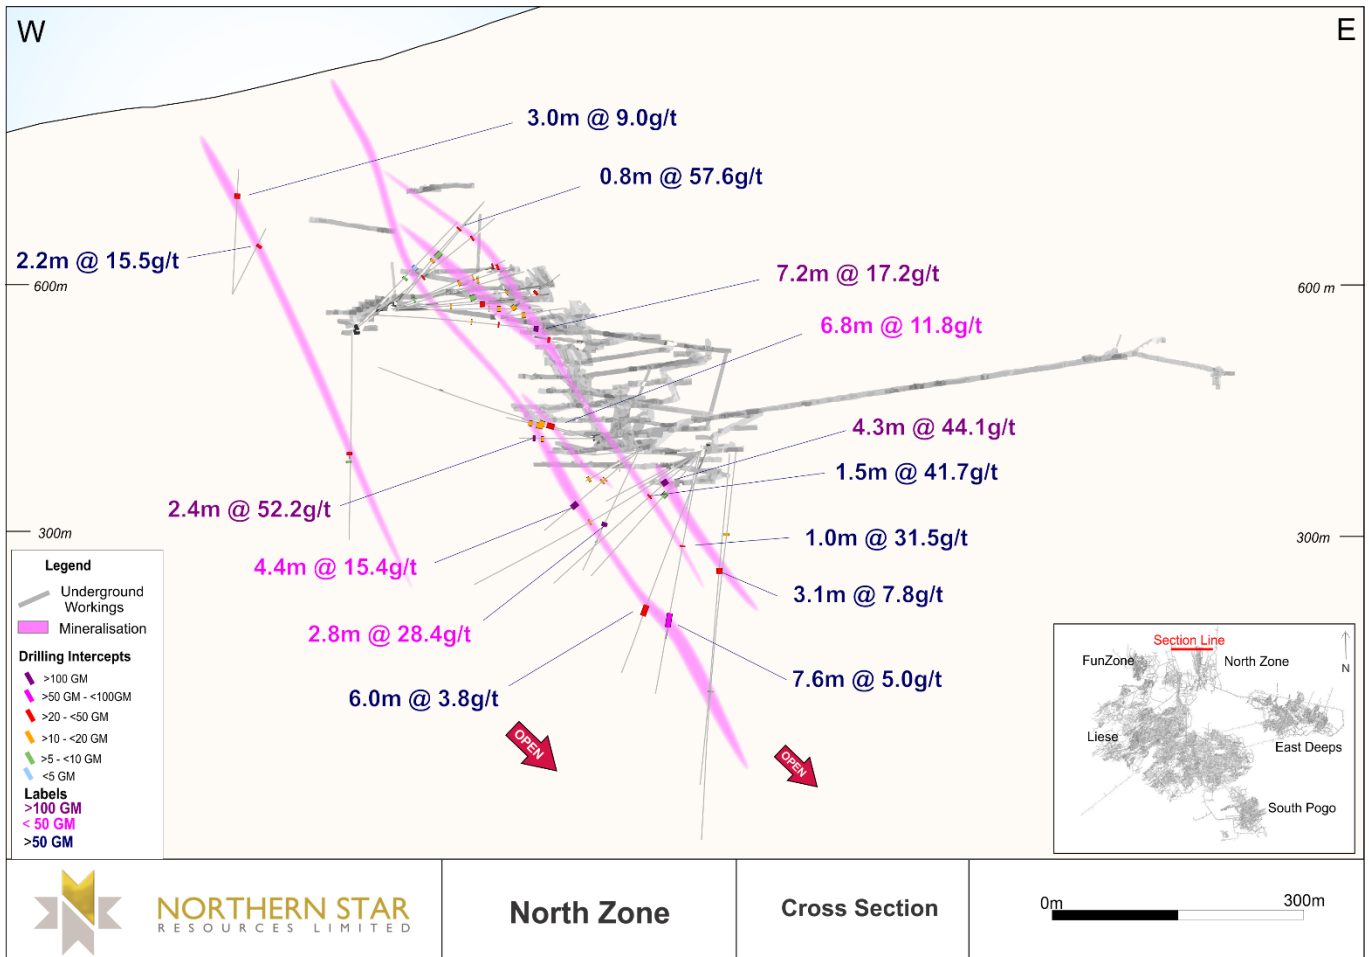 W
E
3.0m @ 9.0g/t
0.8m @ 57.6g/t
2.2m @ 15.5g/t
7.2m @ 17.2g/t
600m
600 m
6.8m @ 11.8g/t
4.3m @ 44.1g/t
1.5m @ 41.7g/t
2.4m @ 52.2g/t
300m
300m
1.0m @ 31.5g/t
4.4m @ 15.4g/t
3.1m @ 7.8g/t
2.8m @ 28.4g/t
7.6m @ 5.0g/t
6.0m @ 3.8g/t
OPEN
OPEN
Legend
Underground
Workings
Mineralisation
Drilling Intercepts
>100 GM
>50 GM - <100GM
>20 - <50 GM
>10 - <20 GM
>5 - <10 GM
<5 GM
Labels
>100 GM
< 50 GM
>50 GM
Section Line
FunZone
North Zone
N
Liese
East Deeps
South Pogo
NORTHERN STAR
RESOURCES LIMITED
North Zone
Cross Section
0m
300m